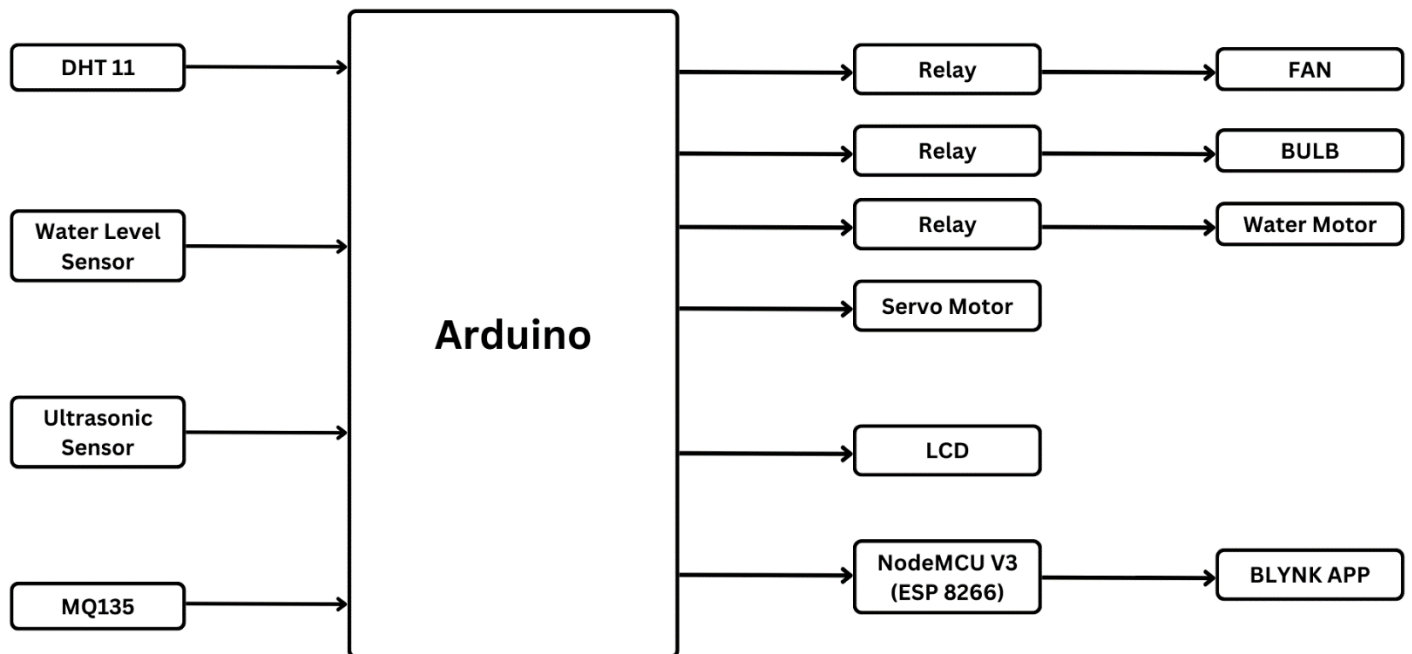 DHT 11
Water Level
Sensor
Ultrasonic
Sensor
MQ135
Arduino
Relay
FAN
Relay
BULB
Relay
Water Motor
Servo Motor
LCD
NodeMCU V3
(ESP 8266)
BLYNK APP